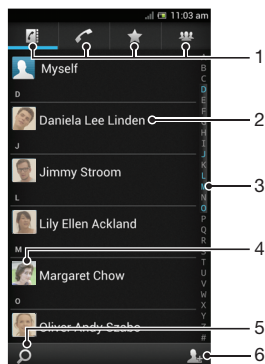 11:03 am
Myself
D
Daniela Lee Linden
J
Jimmy Stroom
L
Lily Ellen Ackland
M
Margaret Chow
O
Oliver Andy Szabo
B
C
D
E
F
G
H
I
J
K
L
M
N
O
P
Q
R
S
T
U
V
W
X
Y
Z
#
1
2
3
4
5
6